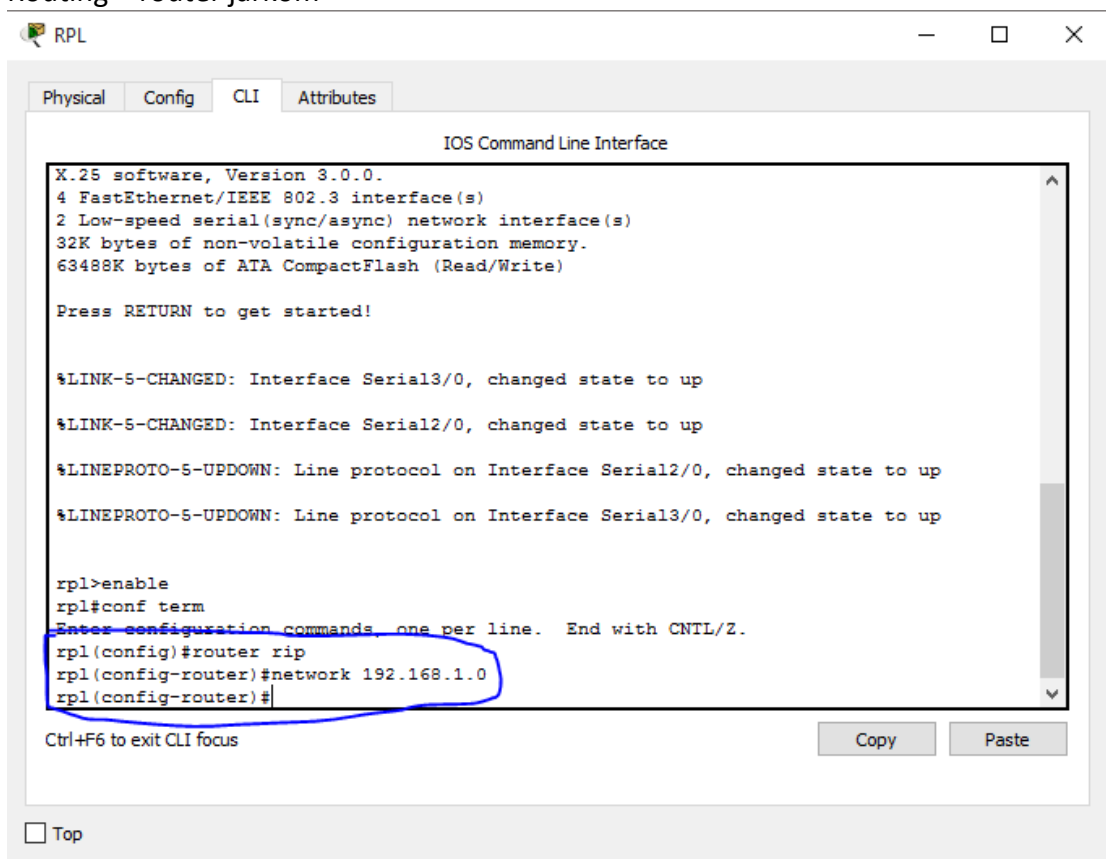 RPL
Physical Config CLI Attributes
IOS Command Line Interface
X.25 software, Version 3.0.0.
4 FastEthernet/IEEE 802.3 interface(s)
2 Low-speed serial(sync/async) network interface(s)
32K bytes of non-volatile configuration memory.
63488K bytes of ATA CompactFlash (Read/Write)
Press RETURN to get started!
%LINK-5-CHANGED: Interface Serial3/0, changed state to up
%LINK-5-CHANGED: Interface Serial2/0, changed state to up
%LINEPROTO-5-UPDOWN: Line protocol on Interface Serial2/0, changed state to up
%LINEPROTO-5-UPDOWN: Line protocol on Interface Serial3/0, changed state to up
rpl>enable
rpl#conf term
Enter configuration commands, one per line. End with CNTL/Z.
rpl(config)#router rip
rpl(config-router)#network 192.168.1.0
rpl(config-router)#
Ctrl+F6 to exit CLI focus
Copy Paste
Top